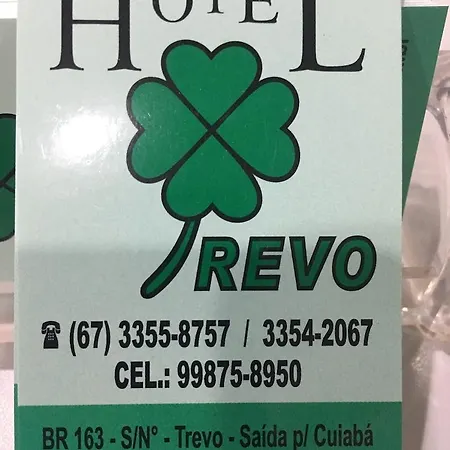 HOTEL
TREVO
☎ (67) 3355-8757 / 3354-2067
CEL.: 99875-8950
BR 163 - S/Nº - Trevo - Saída p/ Cuiabá